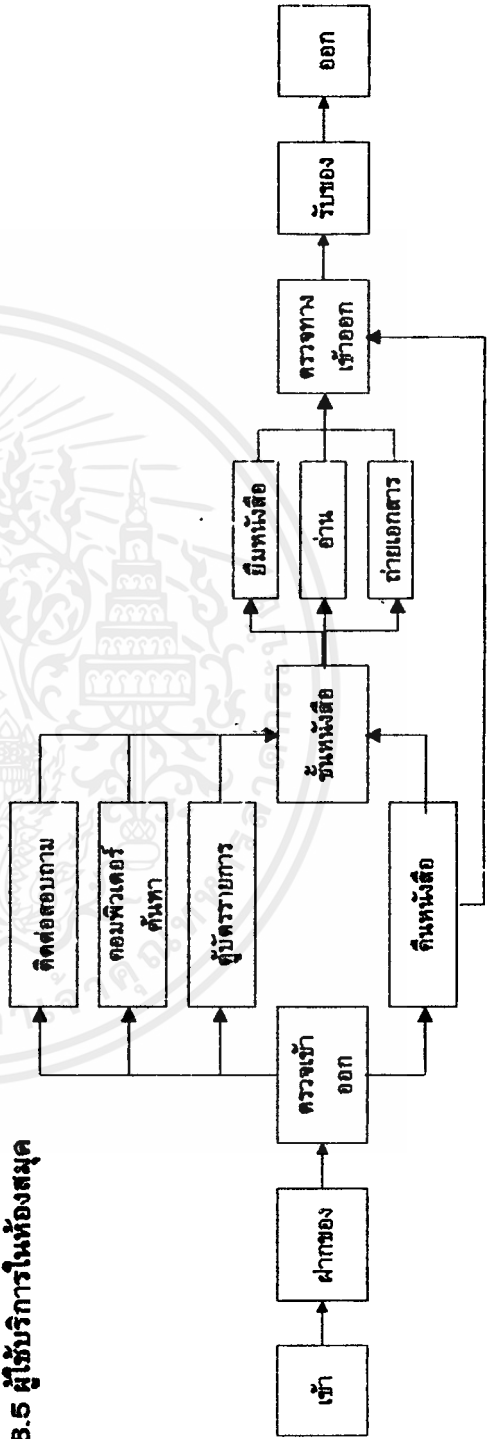 3.5 ผู้ใช้บริการในห้องสมุด
เข้า
ฝากของ
ตรวจเข้า
ออก
ติดต่อสอบถาม
คอมพิวเตอร์
ค้นหา
ตู้บัตรรายการ
คืนหนังสือ
ชั้นหนังสือ
ยืมหนังสือ
อ่าน
ถ่ายเอกสาร
ตรวจทาง
เข้าออก
รับของ
ออก